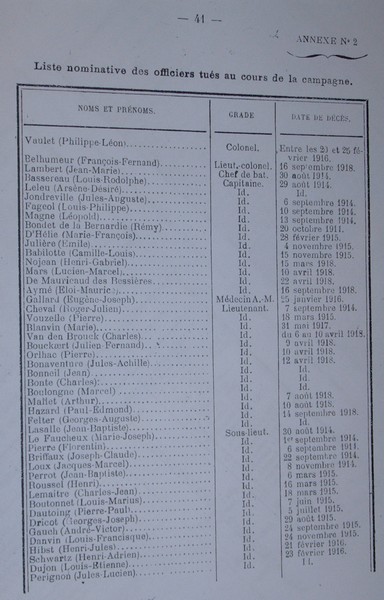 — 41 —
ANNEXE N° 2
Liste nominative des officiers tués au cours de la campagne.
NOMS ET PRÉNOMS. GRADE DATE DE DÉCÈS.
Vaulet (Philippe-Léon) Colonel. Entre les 23 et 25 fé-
vrier 1916.
Belhumeur (François-Fernand) Lieut.-colonel. 16 septembre 1918.
Lambert (Jean-Marie) Chef de bat. 30 août 1915.
Bassereau (Louis-Rodolphe) Capitaine. 29 août 1914.
Leleu (Arsène-Désiré) Id. Id.
Jondreville (Jules-Auguste) Id. 6 septembre 1914.
Fageol (Louis-Philippe) Id. 10 septembre 1914.
Magne (Léopold) Id. 13 septembre 1914.
Bondet de la Bernardie (Rémy) Id. 20 octobre 1914.
D'Hélie (Marie-François) Id. 28 février 1915.
Julière (Emile) Id. 4 novembre 1915.
Babilotte (Camille-Louis) Id. 15 novembre 1915.
Nojean (Henri-Gabriel) Id. 15 mars 1918.
Mars (Lucien-Marcel) Id. 10 avril 1918.
De Mauricaud des Ressières Id. 22 avril 1918.
Aymé (Eloi-Maurice) Id. 16 septembre 1918.
Gallard (Eugène-Joseph) Médecin A.-M. 25 janvier 1916.
Cheval (Roger-Julien) Lieutenant. 7 septembre 1914.
Vouzelle (Pierre) Id. 18 mars 1915.
Blanvin (Marie) Id. 31 mai 1917.
Van den Brouck (Charles) Id. du 6 au 10 avril 1918.
Bouckaert (Julien Fernand) Id. 9 avril 1918.
Orlhac (Pierre) Id. 10 avril 1918.
Bonaventure (Jules-Achille) Id. 12 avril 1918.
Bonneil (Jean) Id. Id.
Bonte (Charles) Id. Id.
Boulongne (Marcel) Id. Id.
Mallet (Arthur) Id. 7 août 1918.
Hazard (Paul-Edmond) Id. 10 août 1918.
Felter (Georges-Auguste) Id. 14 septembre 1918.
Lasaille (Jean-Baptiste) Sous-lieut. 30 août 1914.
Le Faucheux (Marie-Joseph) Id. 1er septembre 1914.
Pierre (Florentin) Id. 6 septembre 1914.
Briffaux (Joseph-Claude) Id. 22 septembre 1914.
Loux (Jacques-Marcel) Id. 8 novembre 1914.
Perrot (Jean-Baptiste) Id. 6 mars 1915.
Roussel (Henri) Id. 16 mars 1915.
Lemaitre (Charles-Jean) Id. 18 mars 1915.
Boutonnet (Louis-Marius) Id. 7 juin 1915.
Dautoing (Pierre-Paul) Id. 5 juillet 1915.
Dricot (Georges-Joseph) Id. 29 août 1915.
Gauch (André-Victor) Id. 24 septembre 1915.
Danvin (Louis-Francisque) Id. 24 novembre 1915.
Hibst (Henri-Jules) Id. 21 février 1916.
Schwartz (Henri-Adrien) Id. 23 février 1916.
Dujon (Louis-Etienne) Id. Id.
Perignon (Jules-Lucien) Id.